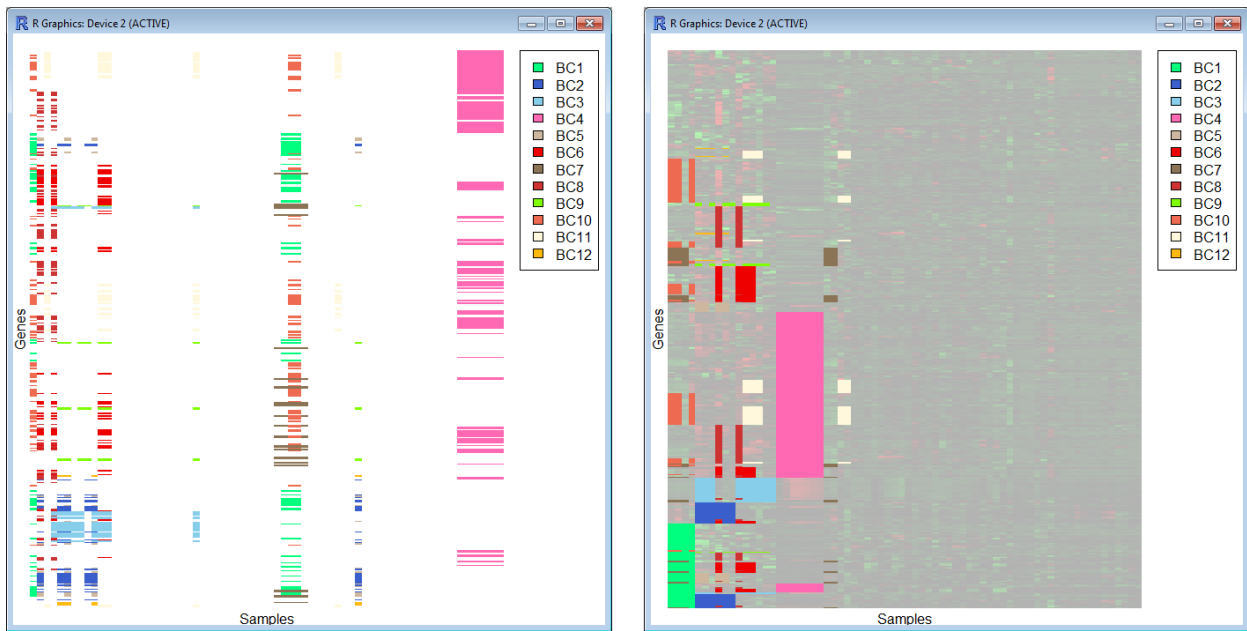 R Graphics: Device 2 (ACTIVE)
BC1
BC2
BC3
BC4
BC5
BC6
BC7
BC8
BC9
BC10
BC11
BC12
Genes
Samples
R Graphics: Device 2 (ACTIVE)
BC1
BC2
BC3
BC4
BC5
BC6
BC7
BC8
BC9
BC10
BC11
BC12
Genes
Samples